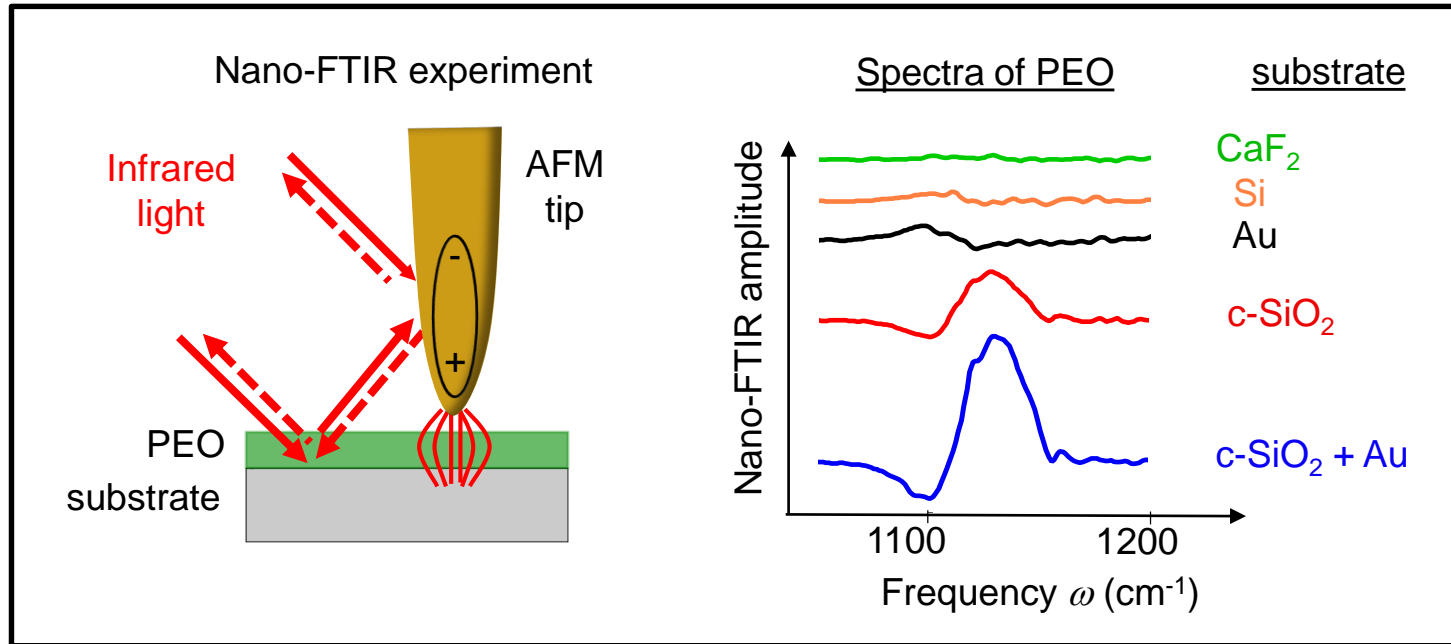 Nano-FTIR experiment
Infrared
light
AFM
tip
-
+
PEO
substrate
Spectra of PEO
substrate
Nano-FTIR amplitude
CaF₂
Si
Au
c-SiO₂
c-SiO₂ + Au
1100
1200
Frequency ω (cm⁻¹)